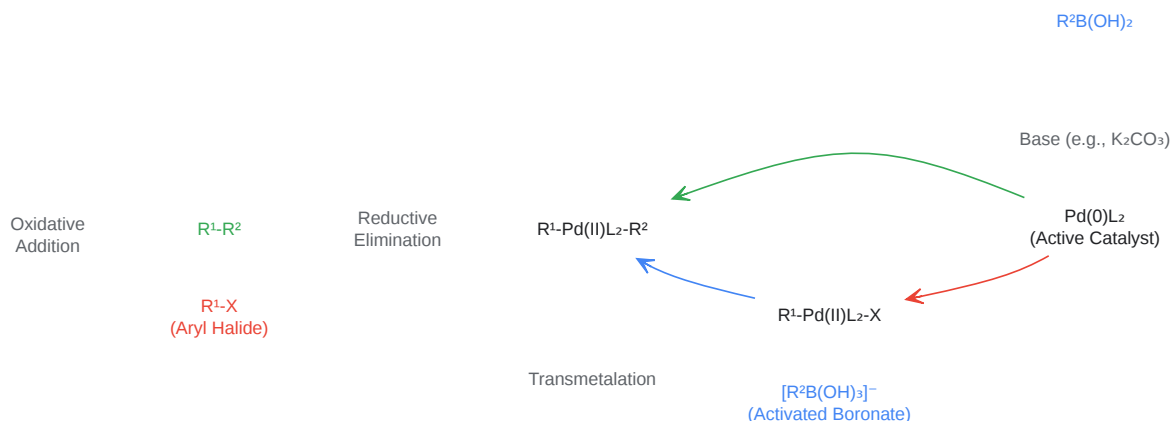 R²B(OH)₂
Base (e.g., K₂CO₃)
Oxidative
Addition
R¹-R²
Reductive
Elimination
R¹-Pd(II)L₂-R²
Pd(0)L₂
(Active Catalyst)
R¹-X
(Aryl Halide)
R¹-Pd(II)L₂-X
Transmetalation
[R²B(OH)₃]⁻
(Activated Boronate)